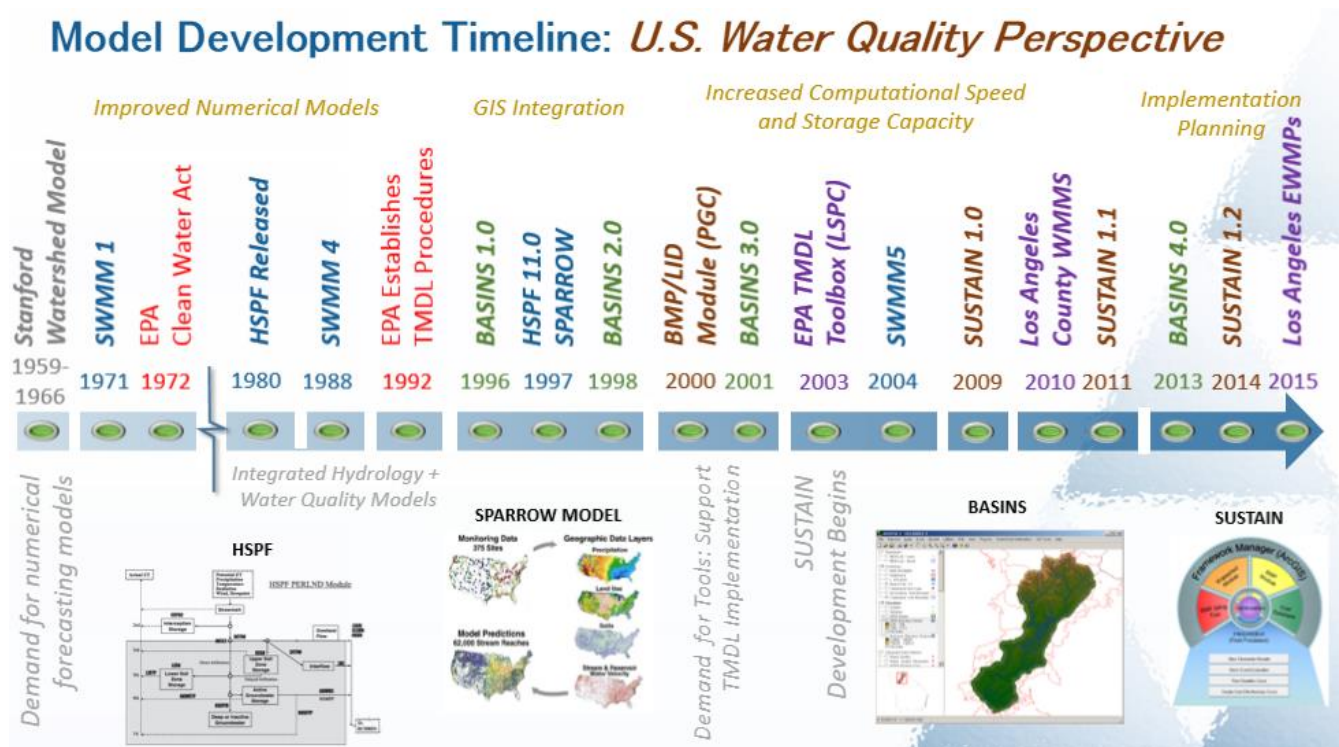 Model Development Timeline: U.S. Water Quality Perspective
Improved Numerical Models
GIS Integration
Increased Computational Speed
and Storage Capacity
Implementation
Planning
Stanford
Watershed Model
SWMM 1
EPA
Clean Water Act
HSPF Released
SWMM 4
EPA Establishes
TMDL Procedures
BASINS 1.0
HSPF 11.0
SPARROW
BASINS 2.0
BMP/LID
Module (PGC)
BASINS 3.0
EPA TMDL
Toolbox (LSPC)
SWMM5
SUSTAIN 1.0
Los Angeles
County WMMS
SUSTAIN 1.1
BASINS 4.0
SUSTAIN 1.2
Los Angeles EWMPs
1959-
1966
1971
1972
1980
1988
1992
1996
1997
1998
2000
2001
2003
2004
2009
2010
2011
2013
2014
2015
Demand for numerical
forecasting models
Integrated Hydrology +
Water Quality Models
Demand for Tools: Support
TMDL Implementation
SUSTAIN
Development Begins
HSPF
HSPF PERLND Module
SPARROW MODEL
Monitoring Data
375 Sites
Geographic Data Layers
Precipitation
Land Use
Soils
Stream & Reservoir
Water Velocity
Model Predictions
62,000 Stream Reaches
BASINS
SUSTAIN
Framework Manager (ArcGIS)